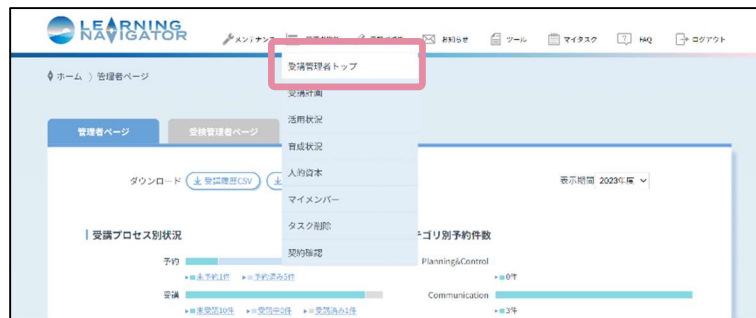 LEARNING
NAVIGATOR
メンテナンス お知らせ ツール マイタスク FAQ ログアウト
ホーム 〉管理者ページ
受講管理者トップ
受講計画
活用状況
育成状況
人的資本
マイメンバー
タスク削除
契約確認
管理者ページ 受検管理者ページ
ダウンロード 受講履歴CSV 表示期間 2023年度
受講プロセス別状況 ゴリ別予約件数
予約 Planning&Control
未予約1件 予約済み5件 0件
受講 Communication
未受講10件 受講中0件 受講済み1件 3件